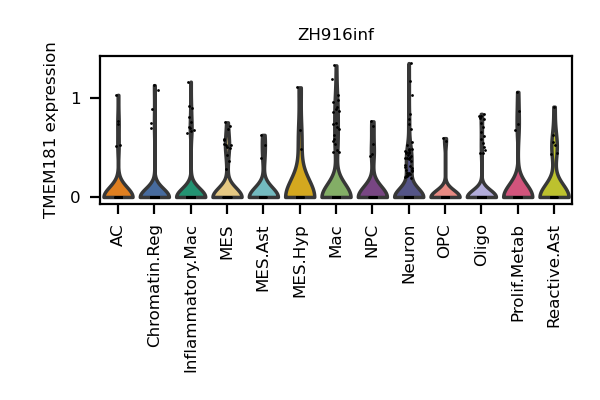 ZH916inf
TMEM181 expression
1
0
AC
Chromatin.Reg
Inflammatory.Mac
MES
MES.Ast
MES.Hyp
Mac
NPC
Neuron
OPC
Oligo
Prolif.Metab
Reactive.Ast